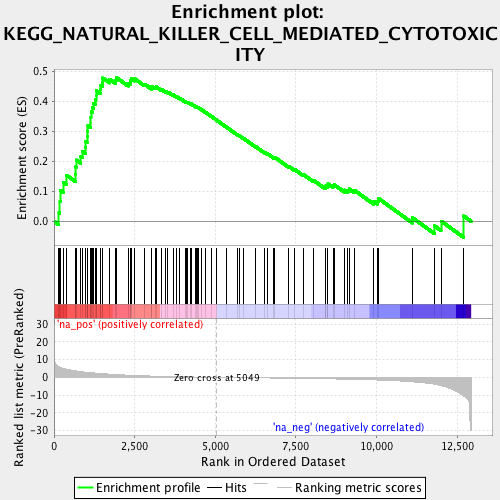 Enrichment plot:
KEGG_NATURAL_KILLER_CELL_MEDIATED_CYTOTOXIC
ITY
Enrichment score (ES)
0.5
0.4
0.3
0.2
0.1
0.0
'na_pos' (positively correlated)
Ranked list metric (PreRanked)
30
20
10
0
-10
-20
-30
Zero cross at 5049
'na_neg' (negatively correlated)
0
2,500
5,000
7,500
10,000
12,500
Rank in Ordered Dataset
Enrichment profile
Hits
Ranking metric scores